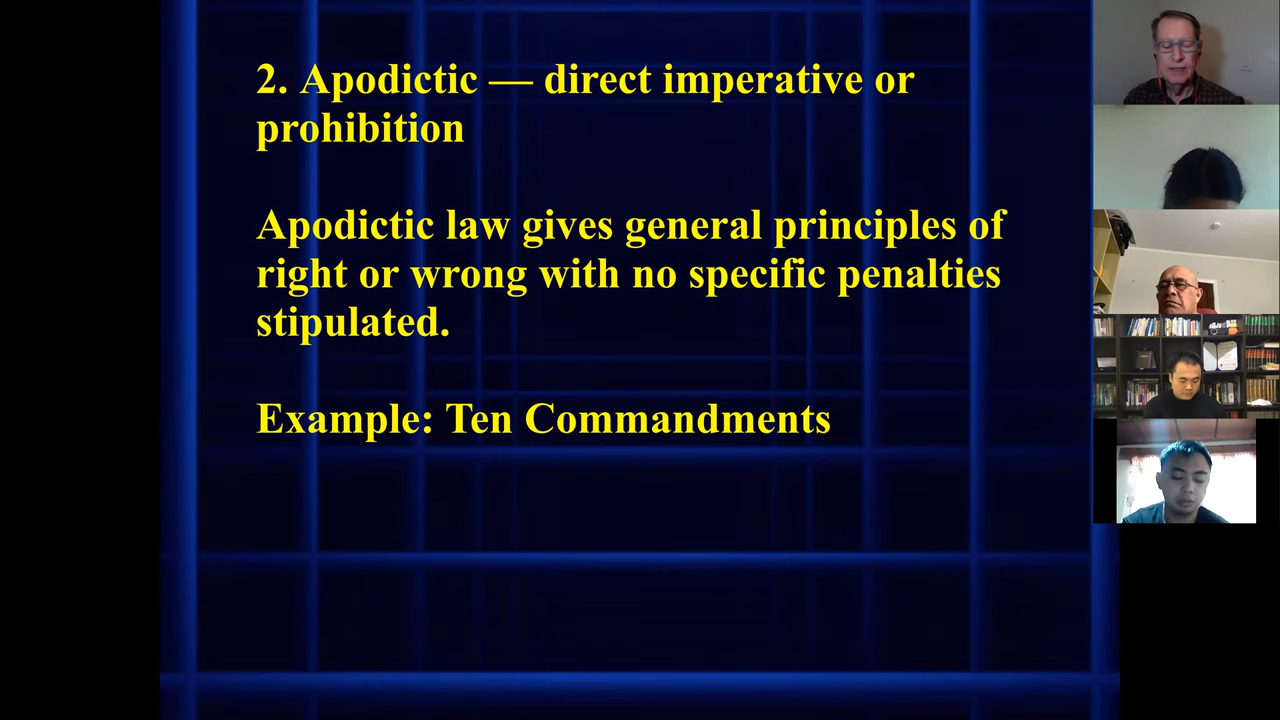 2. Apodictic — direct imperative or
prohibition
Apodictic law gives general principles of
right or wrong with no specific penalties
stipulated.
Example: Ten Commandments